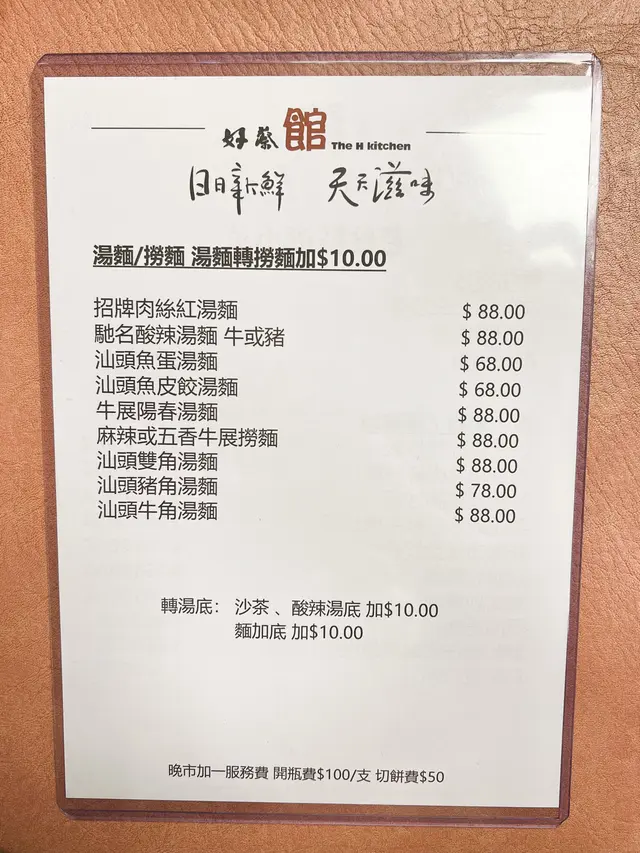 好蔡館 The H kitchen
日日新鮮 天天滋味
湯麵/撈麵 湯麵轉撈麵加$10.00
招牌肉絲紅湯麵 $ 88.00
馳名酸辣湯麵 牛或豬 $ 88.00
汕頭魚蛋湯麵 $ 68.00
汕頭魚皮餃湯麵 $ 68.00
牛展陽春湯麵 $ 88.00
麻辣或五香牛展撈麵 $ 88.00
汕頭雙角湯麵 $ 88.00
汕頭豬角湯麵 $ 78.00
汕頭牛角湯麵 $ 88.00
轉湯底： 沙茶 、酸辣湯底 加$10.00
麵加底 加$10.00
晚市加一服務費 開瓶費$100/支 切餅費$50